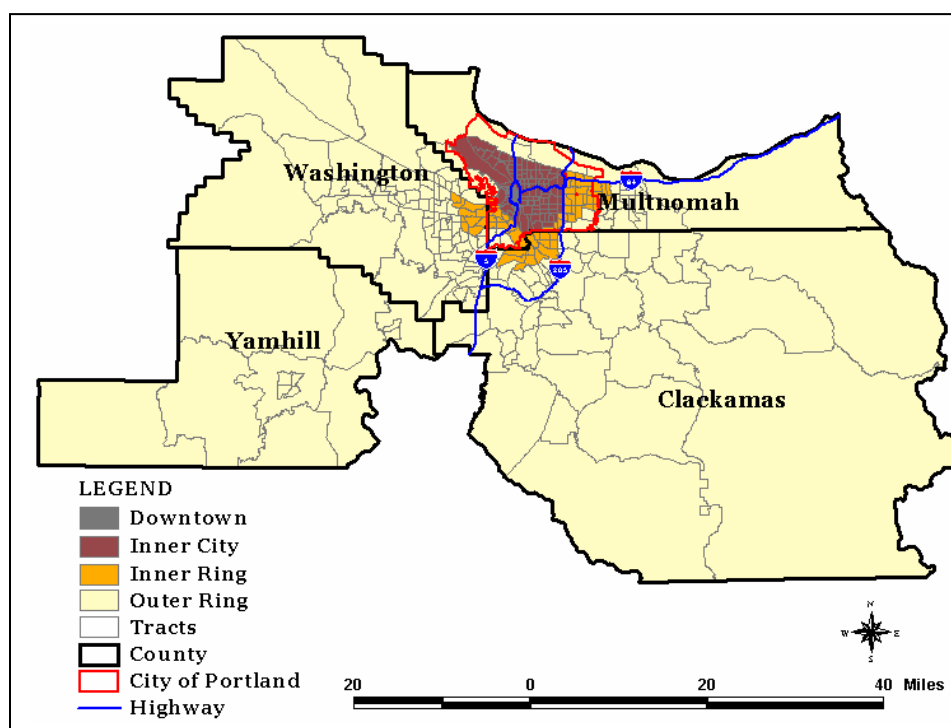 Washington
Multnomah
84
5
205
Yamhill
Clackamas
LEGEND
Downtown
Inner City
Inner Ring
Outer Ring
Tracts
County
City of Portland
Highway
N
W E
S
20 0 20 40 Miles